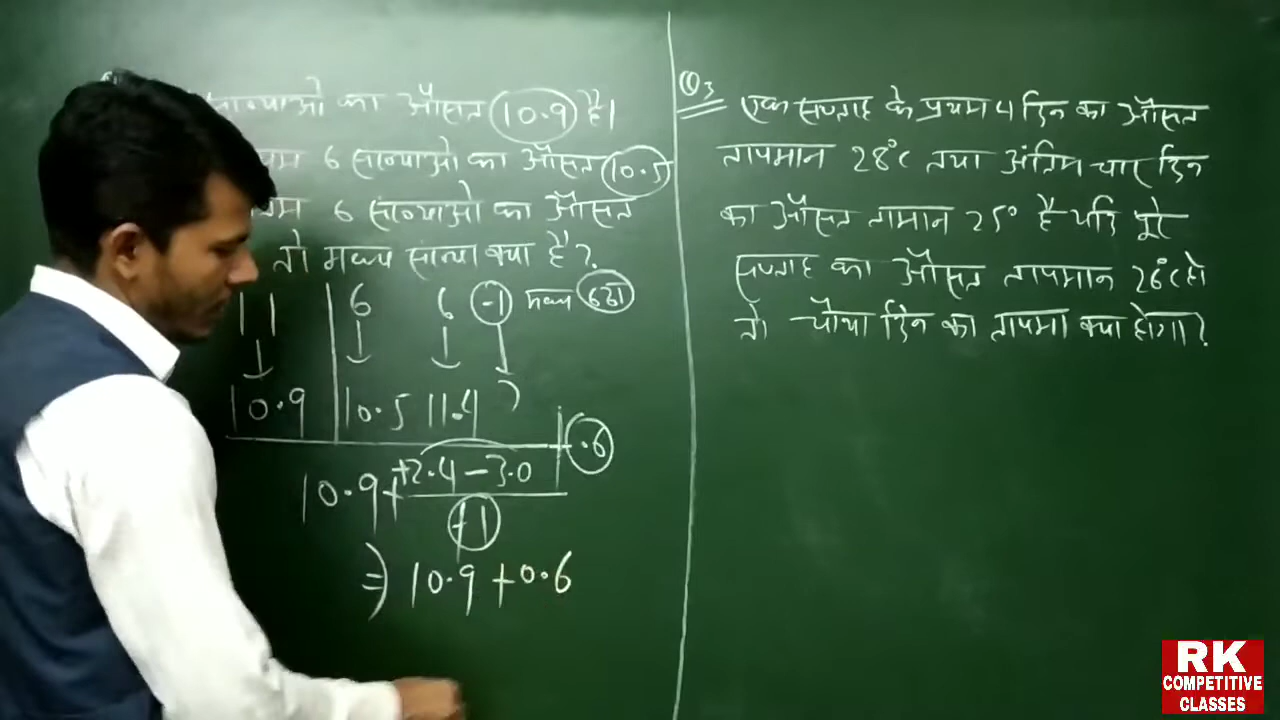 का औसत 10.9 है।
6 साख्याओ का औसत 10.5
6 साख्याओ का औसत
तो मध्य सांख्या क्या है?
11 6 6 -1 मध्य
10.9 10.5 11.4 ?
10.9 + +2.4 - 3.0 .6
-1
⇒ 10.9 + 0.6
Q3 एक सप्ताह के प्रथम 4 दिन का औसत
तापमान 28°c तथा अंतिम चार दिन
का औसत तामान 25° है यदि पूरे
सप्ताह का औसत तापमान 26°c हो
तो चौथा दिन का तापमा क्या होगा?
RK
COMPETITIVE
CLASSES